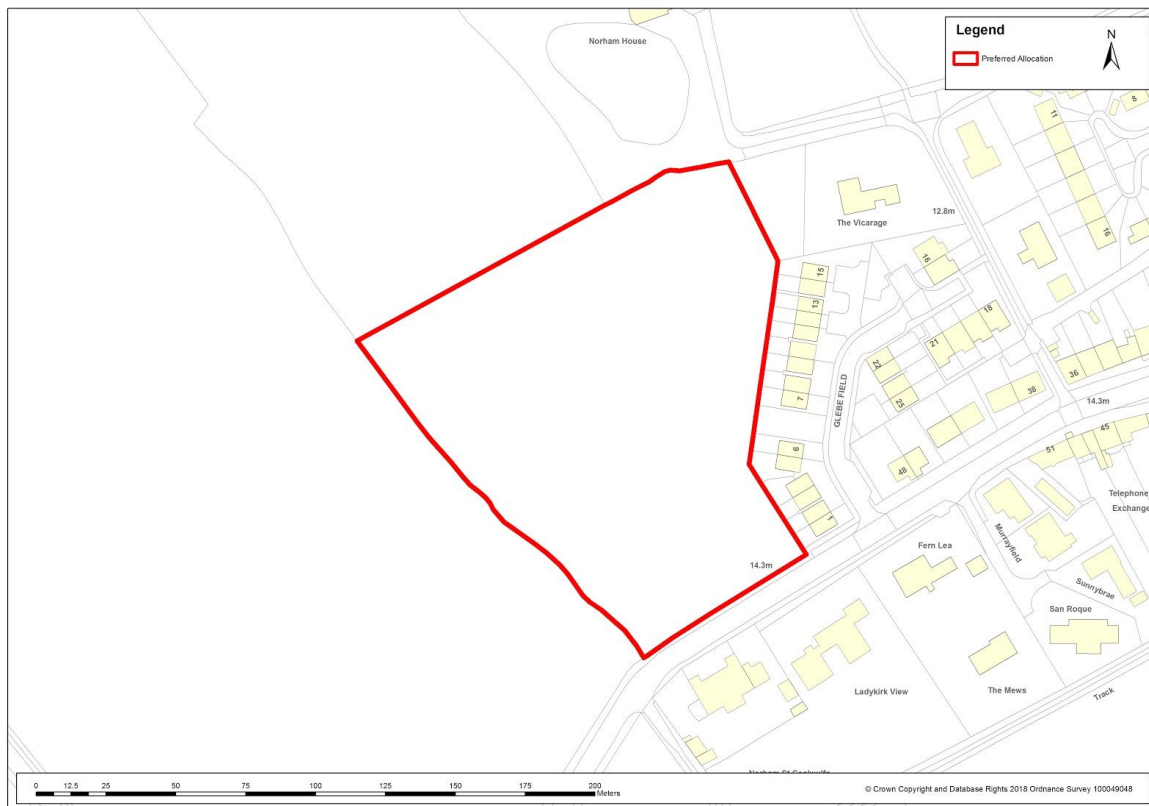 Norham House
Legend
Preferred Allocation
N
8
11
16
The Vicarage
12.8m
16
15
13
18
21
22
25
7
GLEBE FIELD
36
38
14.3m
6
48
45
51
1
Telephone
Exchange
Murrayfield
14.3m
Fern Lea
Sunnybrae
San Roque
Ladykirk View
The Mews
Track
0 12.5 25 50 75 100 125 150 175 200
Meters
© Crown Copyright and Database Rights 2018 Ordnance Survey 100049048